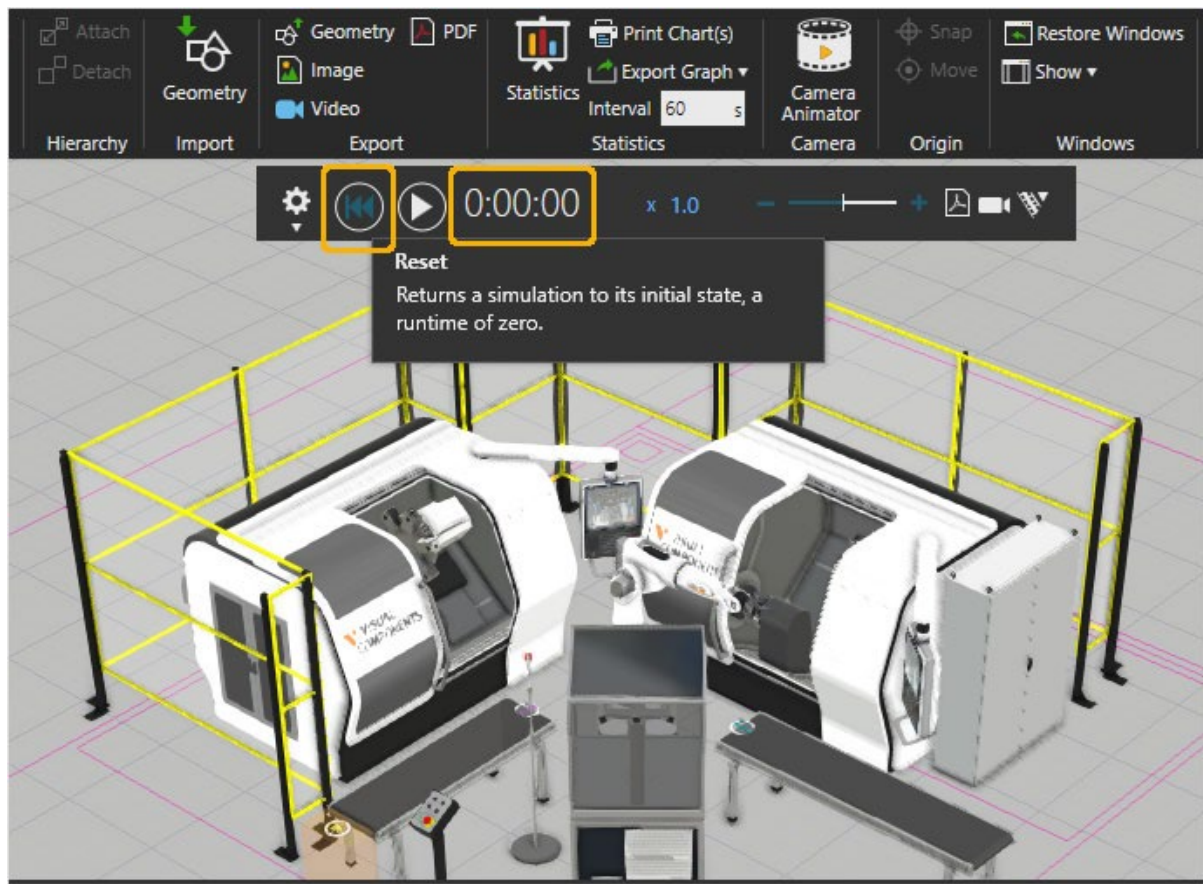 Attach
Detach
Hierarchy
Geometry
Import
Geometry
PDF
Image
Video
Export
Statistics
Print Chart(s)
Export Graph
Interval 60 s
Statistics
Camera
Animator
Camera
Snap
Move
Origin
Restore Windows
Show
Windows
0:00:00
x 1.0
Reset
Returns a simulation to its initial state, a
runtime of zero.
VISUAL
COMPONENTS
VISUAL
COMPONENTS